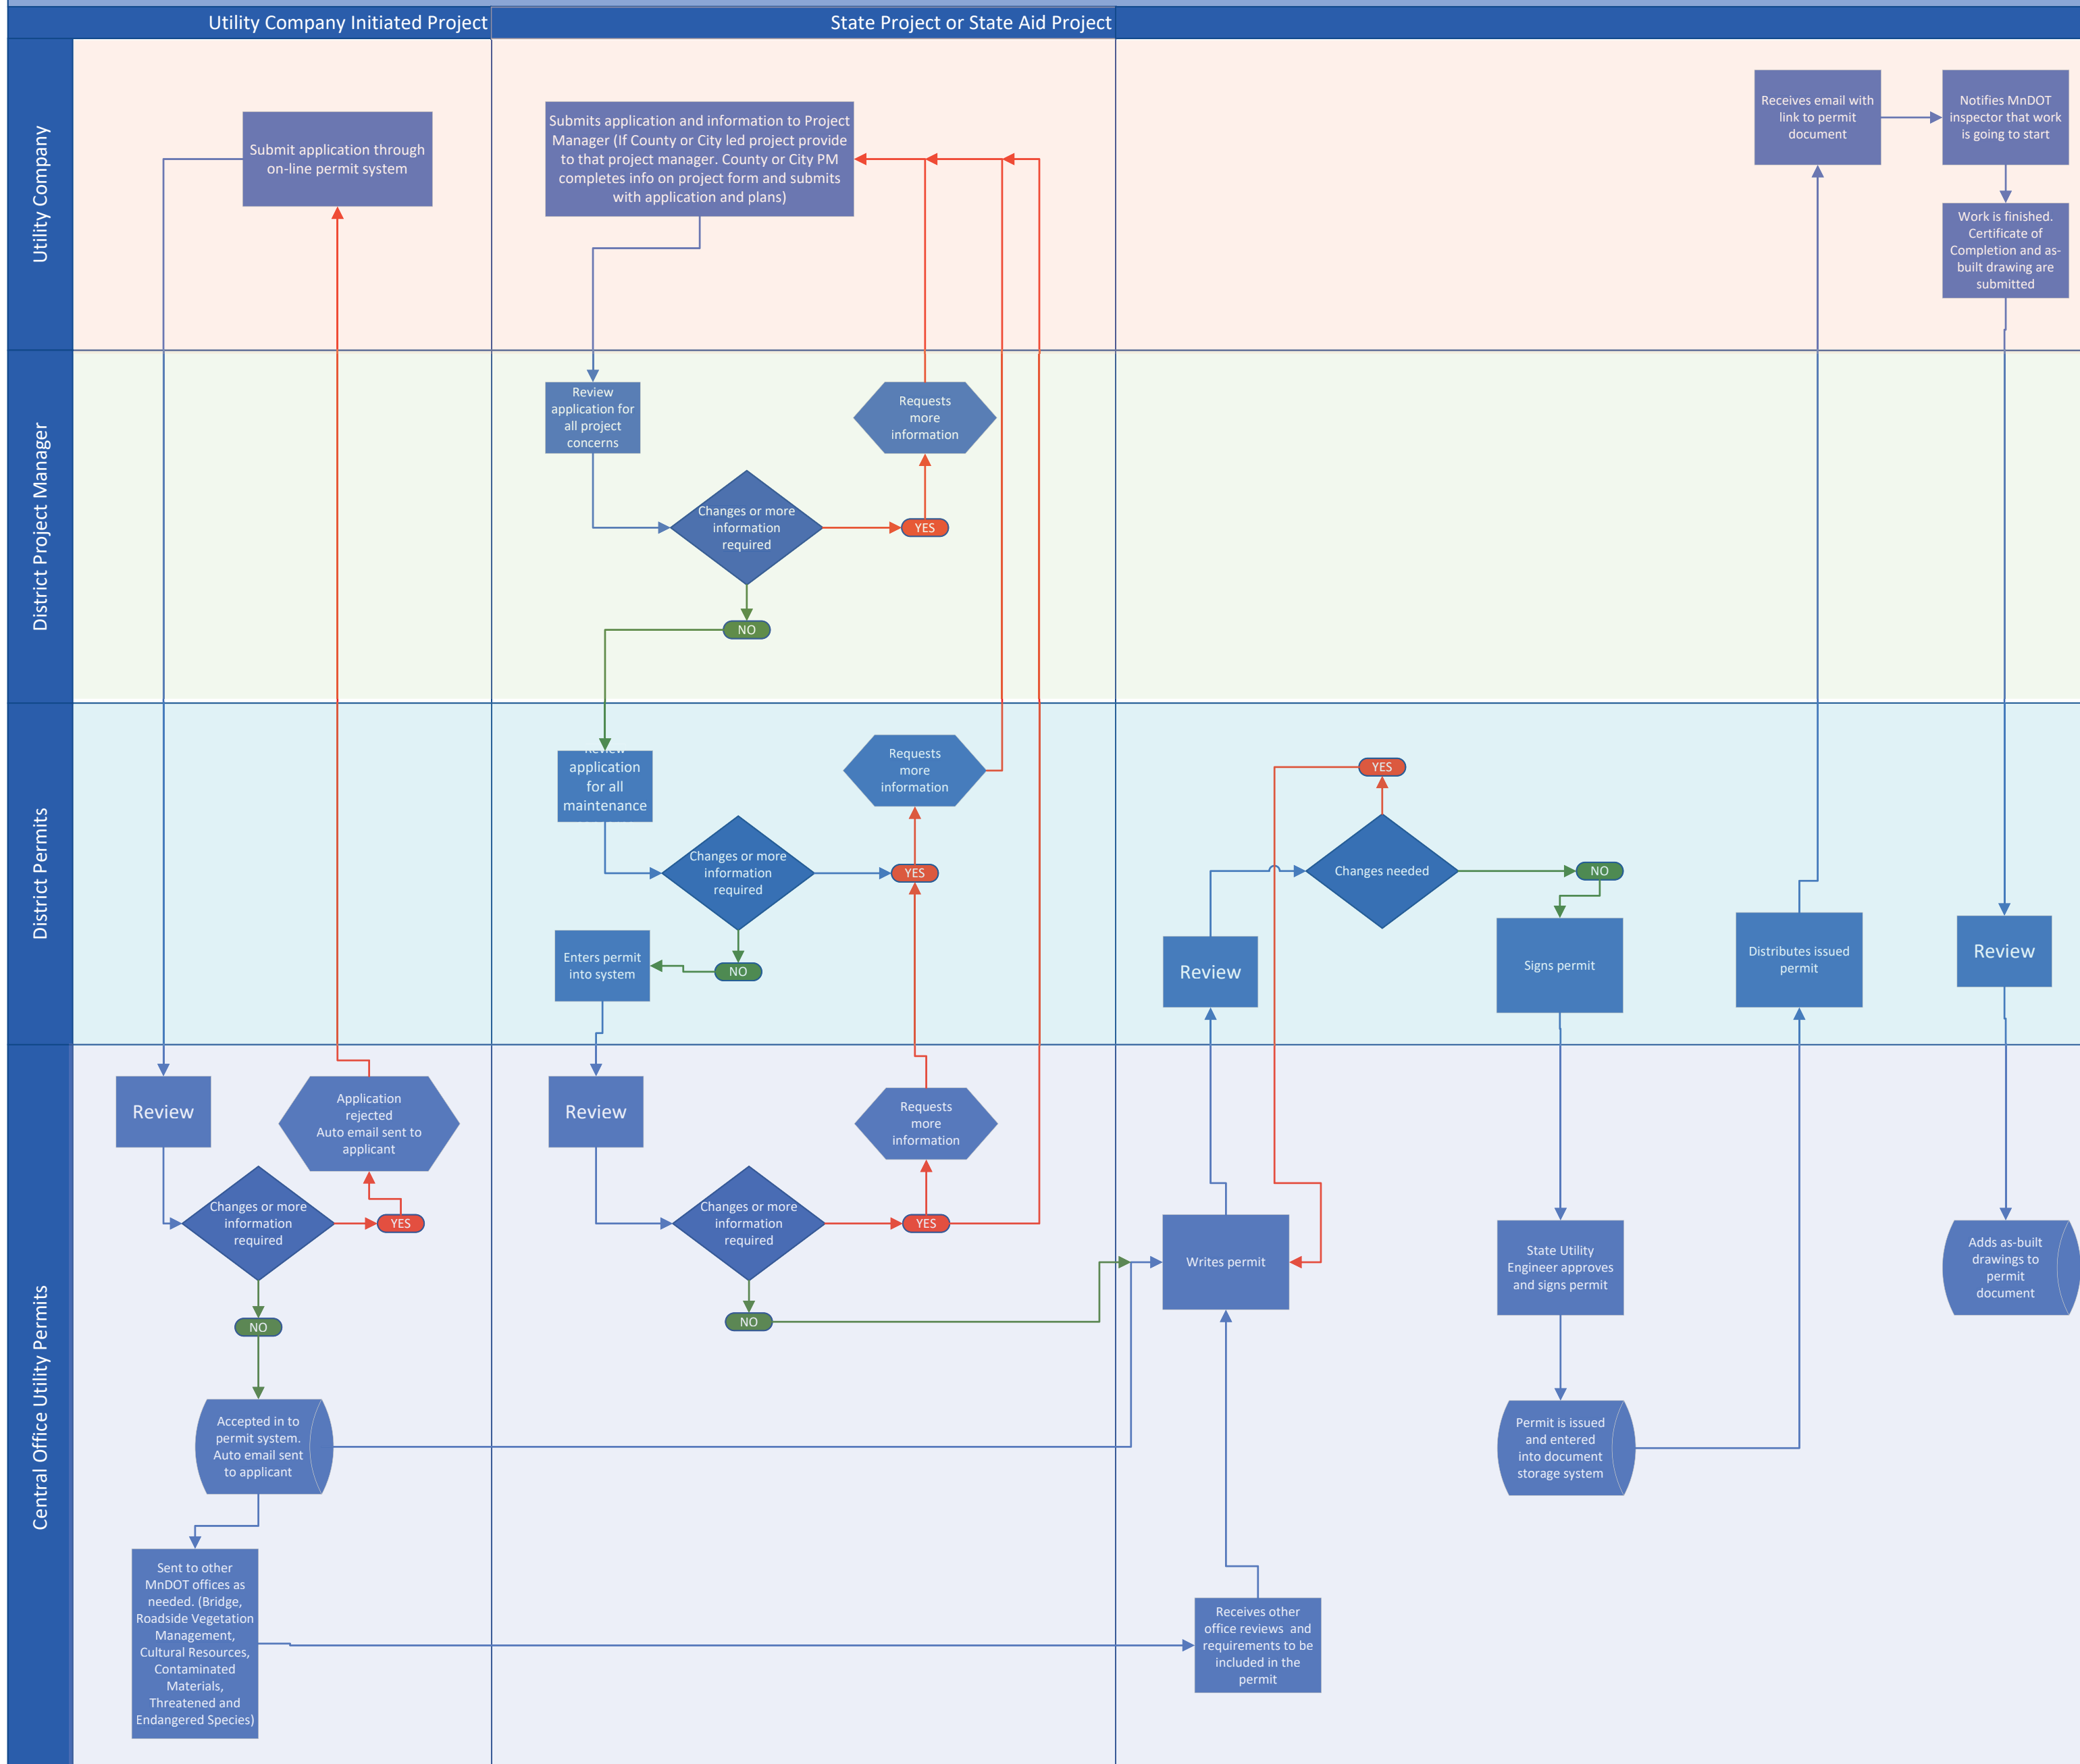 Utility Company Initiated Project
State Project or State Aid Project
Utility Company
Submit application through
on-line permit system
Submits application and information to Project
Manager (If County or City led project provide
to that project manager. County or City PM
completes info on project form and submits
with application and plans)
Receives email with
link to permit
document
Notifies MnDOT
inspector that work
is going to start
Work is finished.
Certificate of
Completion and as-
built drawing are
submitted
District Project Manager
Review
application for
all project
concerns
Requests
more
information
Changes or more
information
required
YES
NO
District Permits
Review
application
for all
maintenance
Requests
more
information
Changes or more
information
required
YES
NO
Enters permit
into system
YES
Changes needed
NO
Review
Signs permit
Distributes issued
permit
Review
Central Office Utility Permits
Review
Application
rejected
Auto email sent to
applicant
Changes or more
information
required
YES
NO
Accepted in to
permit system.
Auto email sent
to applicant
Sent to other
MnDOT offices as
needed. (Bridge,
Roadside Vegetation
Management,
Cultural Resources,
Contaminated
Materials,
Threatened and
Endangered Species)
Review
Requests
more
information
Changes or more
information
required
YES
NO
Writes permit
Receives other
office reviews and
requirements to be
included in the
permit
State Utility
Engineer approves
and signs permit
Permit is issued
and entered
into document
storage system
Adds as-built
drawings to
permit
document